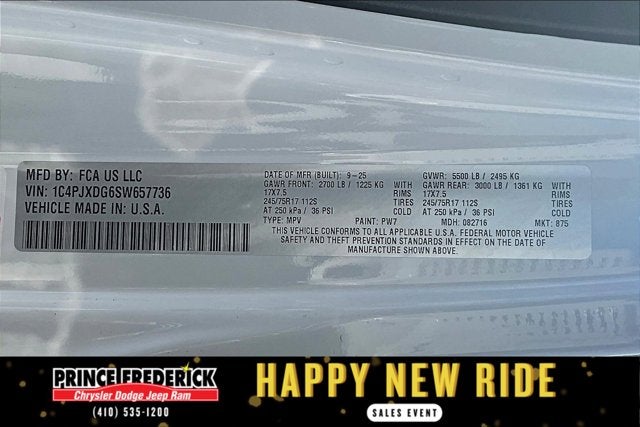 MFD BY: FCA US LLC
VIN: 1C4PJXDG6SW657736
VEHICLE MADE IN: U.S.A.
DATE OF MFR (BUILT): 9-25
GVWR: 5500 LB / 2495 KG
GAWR FRONT: 2700 LB / 1225 KG WITH
GAWR REAR: 3000 LB / 1361 KG WITH
17X7.5 RIMS
17X7.5 RIMS
245/75R17 112S TIRES
245/75R17 112S TIRES
AT 250 kPa / 36 PSI COLD
AT 250 kPa / 36 PSI COLD
TYPE: MPV PAINT: PW7 MDH: 082716 MKT: 875
THIS VEHICLE CONFORMS TO ALL APPLICABLE U.S.A. FEDERAL MOTOR VEHICLE
SAFETY AND THEFT PREVENTION STANDARDS IN EFFECT ON THE DATE OF
MANUFACTURE SHOWN ABOVE.
PRINCE FREDERICK
Chrysler Dodge Jeep Ram
(410) 535-1200
HAPPY NEW RIDE
SALES EVENT